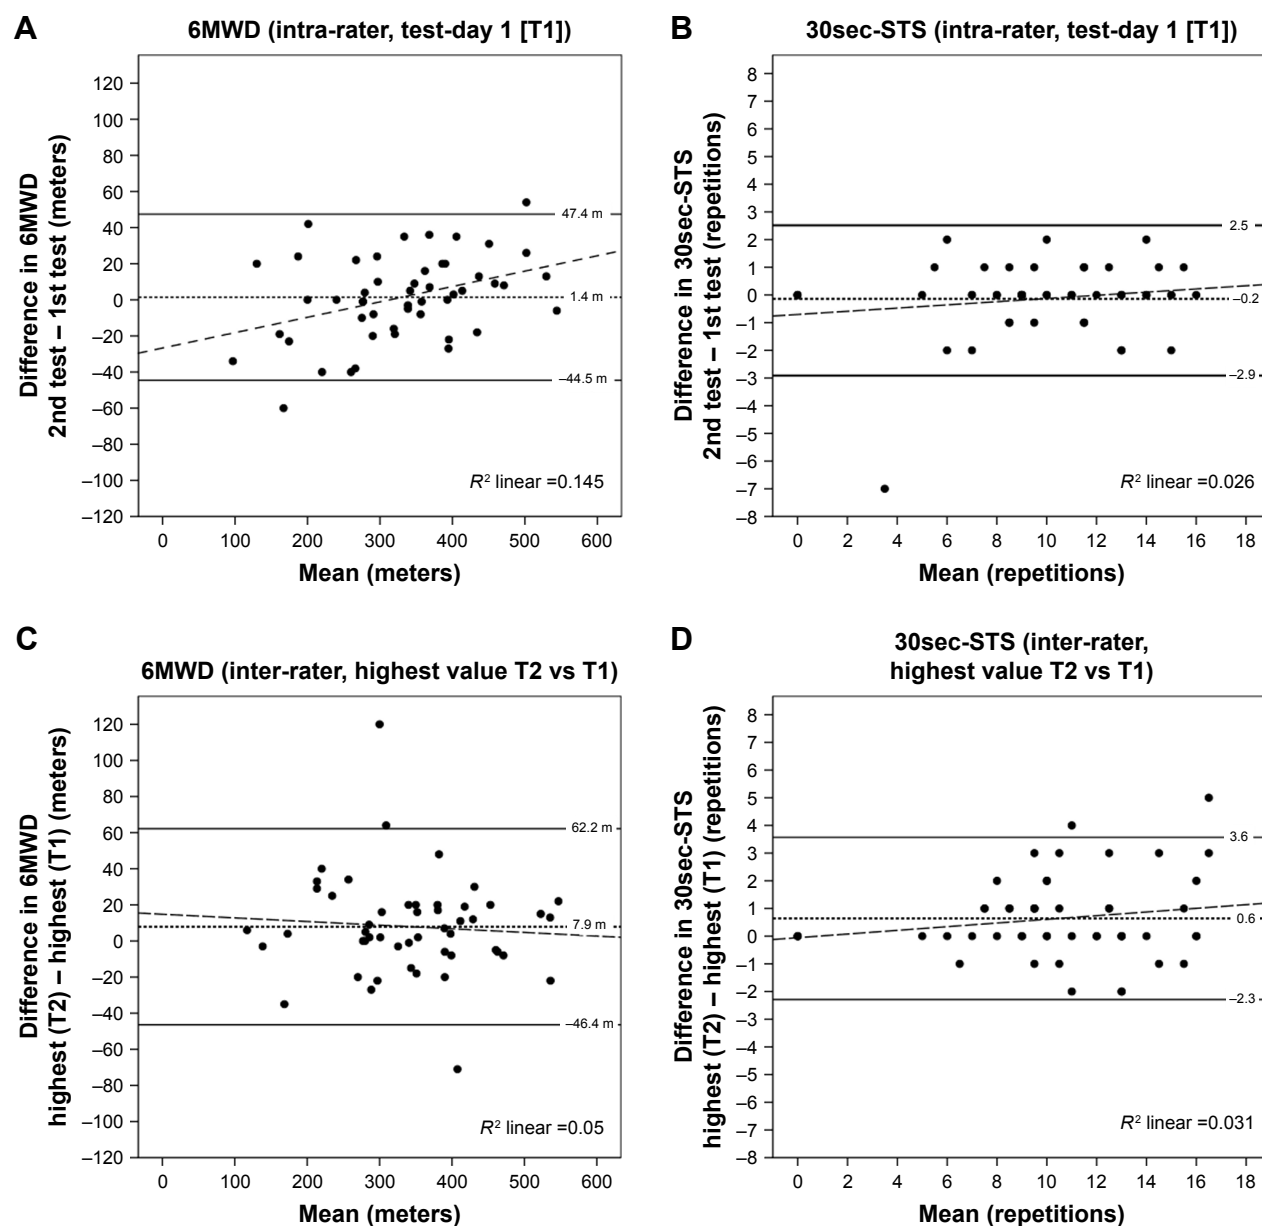 A
6MWD (intra-rater, test-day 1 [T1])
Difference in 6MWD
2nd test – 1st test (meters)
120
100
80
60
40
20
0
–20
–40
–60
–80
–100
–120
47.4 m
1.4 m
–44.5 m
R² linear =0.145
0 100 200 300 400 500 600
Mean (meters)
B
30sec-STS (intra-rater, test-day 1 [T1])
Difference in 30sec-STS
2nd test – 1st test (repetitions)
8
7
6
5
4
3
2
1
0
–1
–2
–3
–4
–5
–6
–7
–8
2.5
–0.2
–2.9
R² linear =0.026
0 2 4 6 8 10 12 14 16 18
Mean (repetitions)
C
6MWD (inter-rater, highest value T2 vs T1)
Difference in 6MWD
highest (T2) – highest (T1) (meters)
120
100
80
60
40
20
0
–20
–40
–60
–80
–100
–120
62.2 m
7.9 m
–46.4 m
R² linear =0.05
0 100 200 300 400 500 600
Mean (meters)
D
30sec-STS (inter-rater,
highest value T2 vs T1)
Difference in 30sec-STS
highest (T2) – highest (T1) (repetitions)
8
7
6
5
4
3
2
1
0
–1
–2
–3
–4
–5
–6
–7
–8
3.6
0.6
–2.3
R² linear =0.031
0 2 4 6 8 10 12 14 16 18
Mean (repetitions)